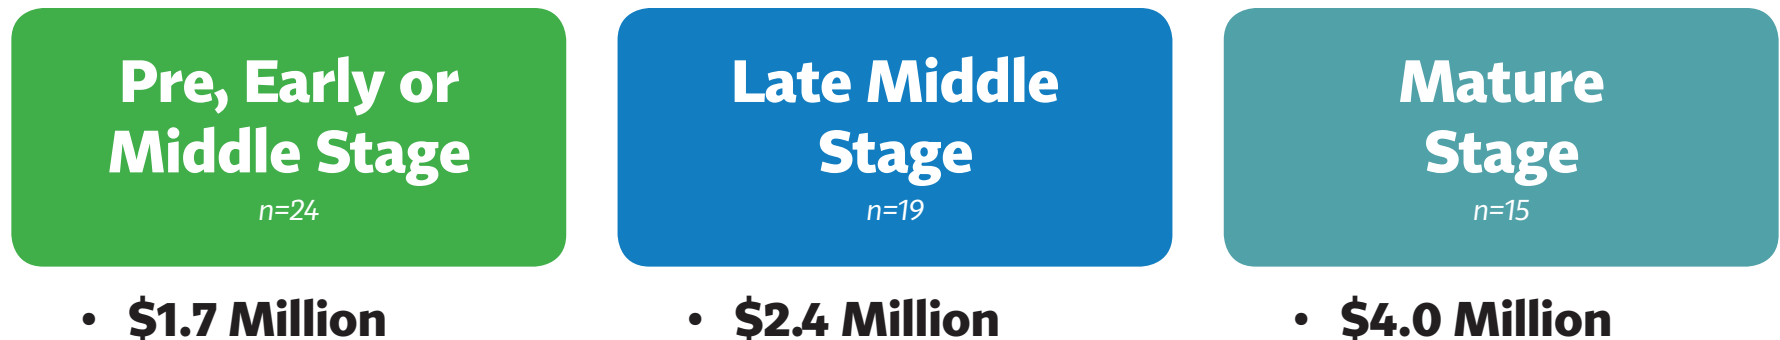 Pre, Early or
Middle Stage
n=24
• $1.7 Million
Late Middle
Stage
n=19
• $2.4 Million
Mature
Stage
n=15
• $4.0 Million